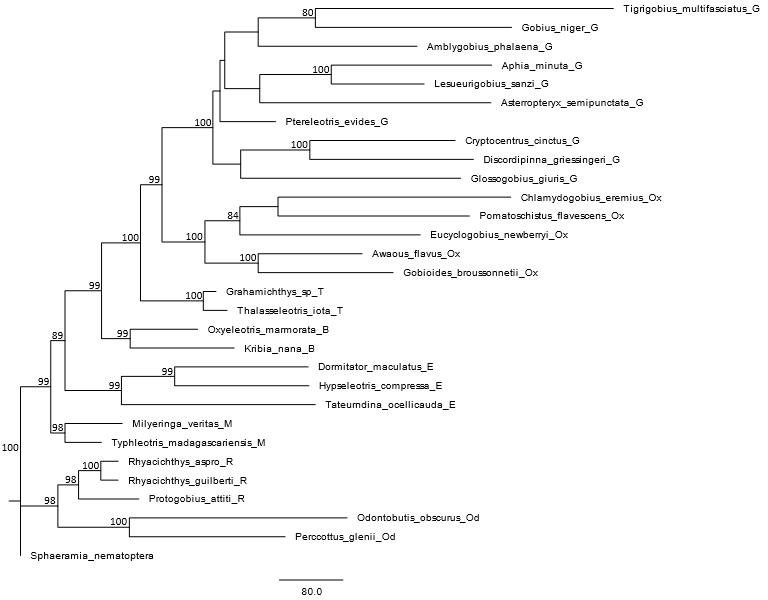 80
Tigrigobius_multifasciatus_G
Gobius_niger_G
Amblygobius_phalaena_G
100
Aphia_minuta_G
Lesueurigobius_sanzi_G
Asterropteryx_semipunctata_G
100
Ptereleotris_evides_G
100
Cryptocentrus_cinctus_G
Discordipinna_griessingeri_G
99
Glossogobius_giuris_G
Chlamydogobius_eremius_Ox
84
Pomatoschistus_flavescens_Ox
100
100
Eucyclogobius_newberryi_Ox
100
Awaous_flavus_Ox
Gobioides_broussonnetii_Ox
99
100
Grahamichthys_sp_T
Thalasseleotris_iota_T
89
99
Oxyeleotris_marmorata_B
Kribia_nana_B
99
Dormitator_maculatus_E
99
99
Hypseleotris_compressa_E
Tateurndina_ocellicauda_E
98
Milyeringa_veritas_M
100
Typhleotris_madagascariensis_M
100
Rhyacichthys_aspro_R
98
Rhyacichthys_guilberti_R
98
Protogobius_attiti_R
100
Odontobutis_obscurus_Od
Perccottus_glenii_Od
Sphaeramia_nematoptera
80.0